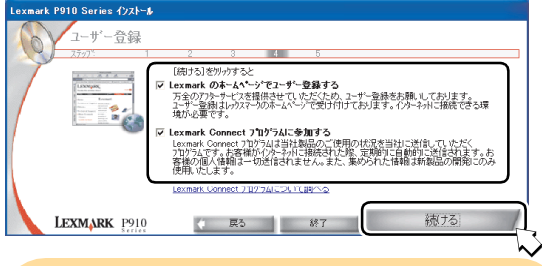 Lexmark P910 Series ｲﾝｽﾄｰﾙ
ユーザー登録
ｽﾃｯﾌﾟ: 1 2 3 4 5
[続ける]をｸﾘｯｸすると
Lexmark のﾎｰﾑﾍﾟｰｼﾞでﾕｰｻﾞｰ登録する
万全のｱﾌﾀｰｻｰﾋﾞｽを提供させていただくため、ﾕｰｻﾞｰ登録をお願いしております。
ﾕｰｻﾞｰ登録はﾚｯｸｽﾏｰｸのﾎｰﾑﾍﾟｰｼﾞで受け付けております。ｲﾝﾀｰﾈｯﾄに接続できる環
境が必要です。
Lexmark Connect ﾌﾟﾛｸﾞﾗﾑに参加する
Lexmark Connect ﾌﾟﾛｸﾞﾗﾑは当社製品のご使用の状況を当社に送信していただく
ﾌﾟﾛｸﾞﾗﾑです。お客様がｲﾝﾀｰﾈｯﾄに接続された際、定期的に自動的に送信されます。お
客様の個人情報は一切送信されません。また、集められた情報は新製品の開発にのみ
使用いたします。
Lexmark Connect ﾌﾟﾛｸﾞﾗﾑについて調べる
LEXMARK P910 Series
戻る 終了 続ける